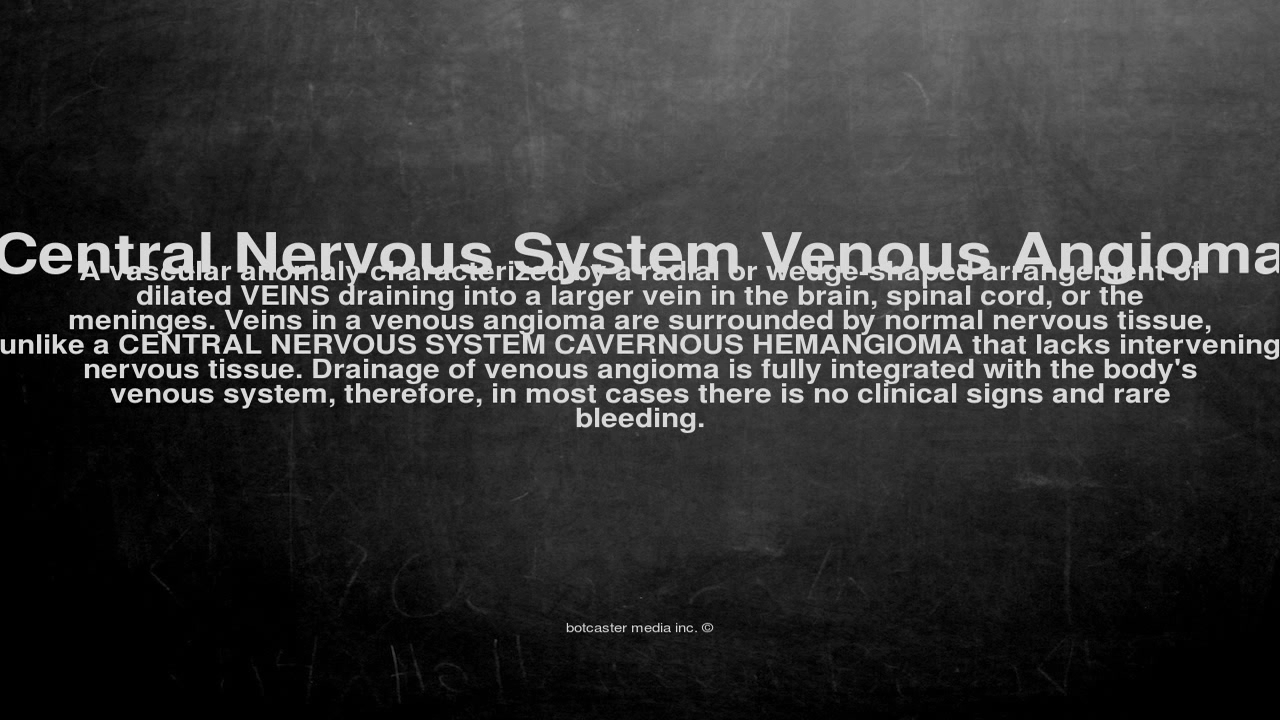 Central Nervous System Venous Angioma
A vascular anomaly characterized by a radial or wedge-shaped arrangement of
dilated VEINS draining into a larger vein in the brain, spinal cord, or the
meninges. Veins in a venous angioma are surrounded by normal nervous tissue,
unlike a CENTRAL NERVOUS SYSTEM CAVERNOUS HEMANGIOMA that lacks intervening
nervous tissue. Drainage of venous angioma is fully integrated with the body's
venous system, therefore, in most cases there is no clinical signs and rare
bleeding.
botcaster media inc. ©